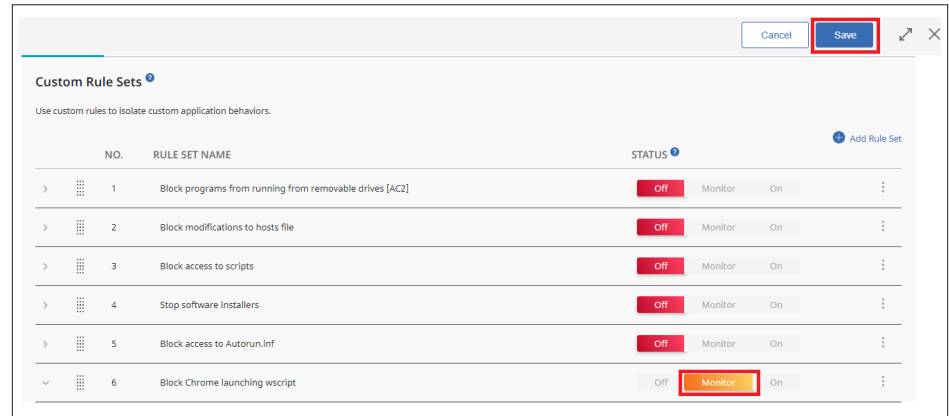 Cancel Save
Custom Rule Sets ?
Use custom rules to isolate custom application behaviors.
Add Rule Set
NO. RULE SET NAME STATUS ?
1 Block programs from running from removable drives [AC2] Off Monitor On
2 Block modifications to hosts file Off Monitor On
3 Block access to scripts Off Monitor On
4 Stop software installers Off Monitor On
5 Block access to Autorun.inf Off Monitor On
6 Block Chrome launching wscript Off Monitor On